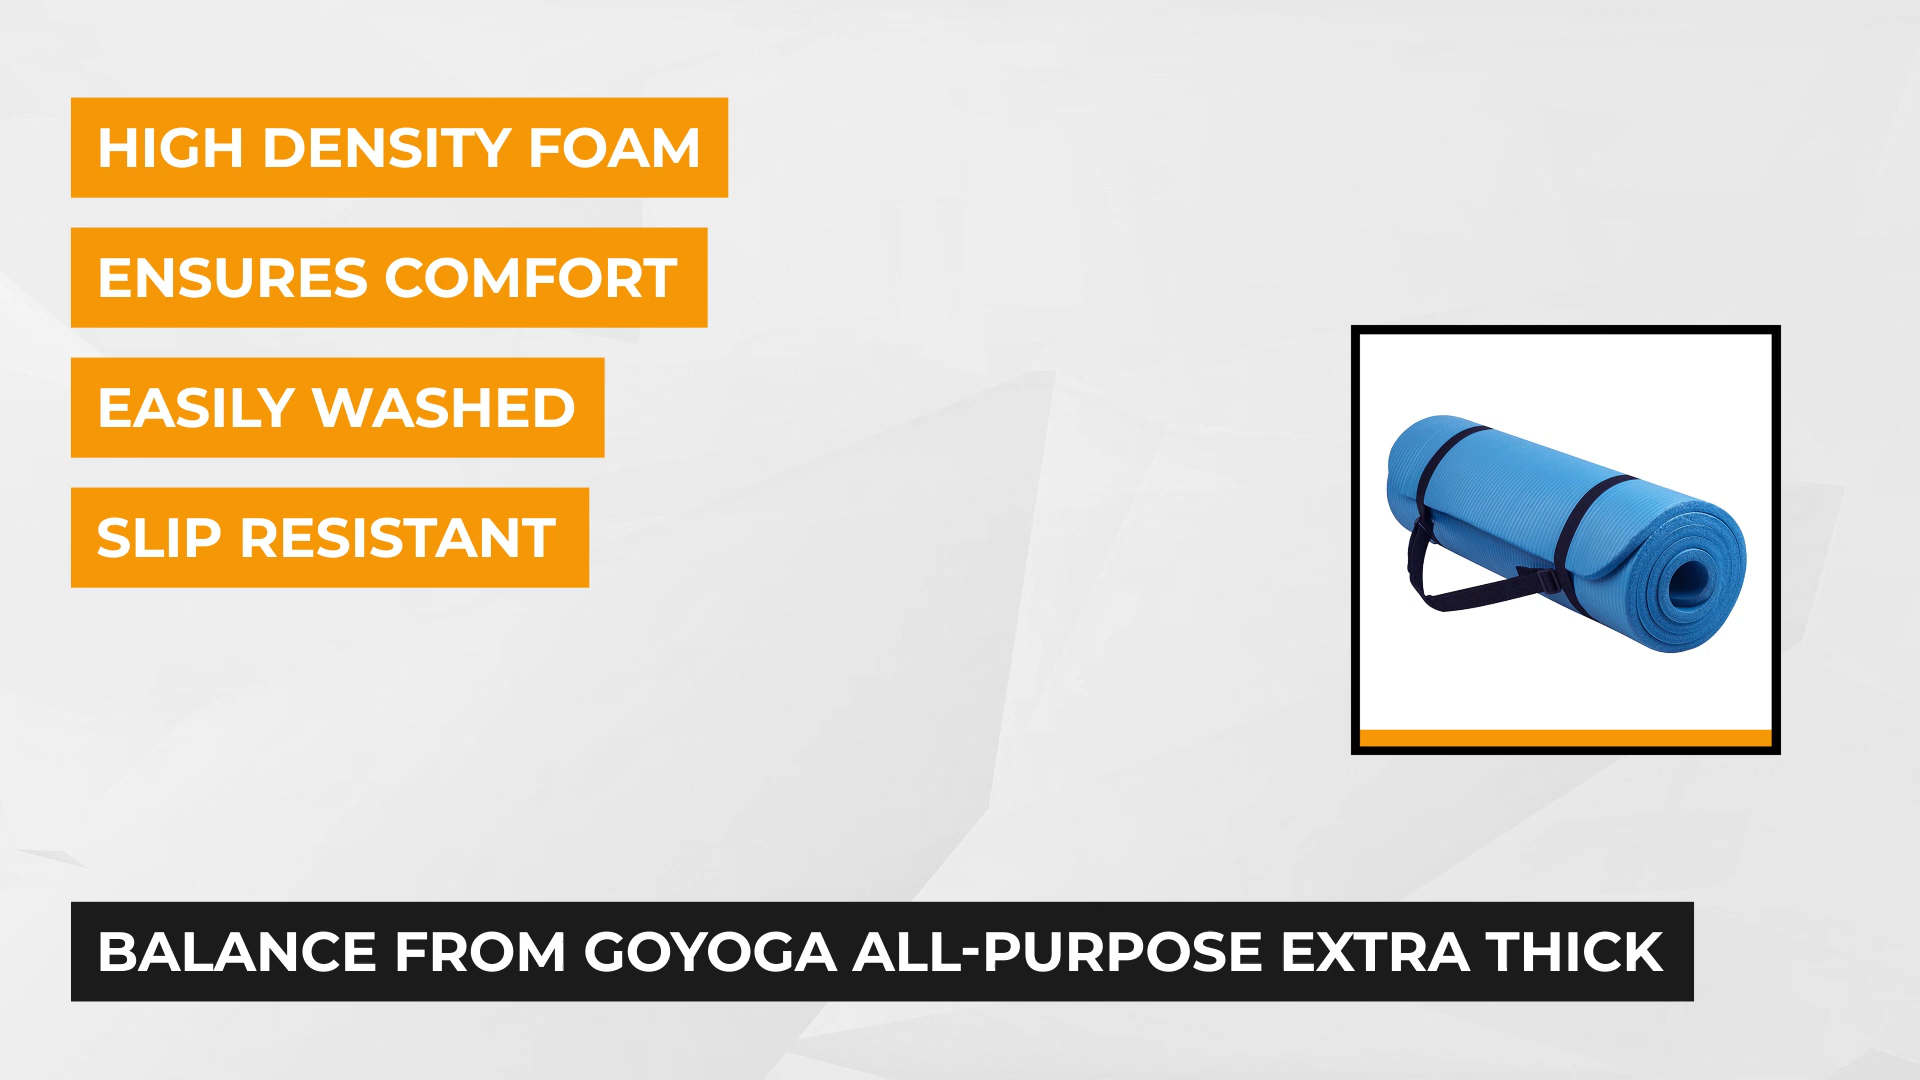 HIGH DENSITY FOAM
ENSURES COMFORT
EASILY WASHED
SLIP RESISTANT
BALANCE FROM GOYOGA ALL-PURPOSE EXTRA THICK